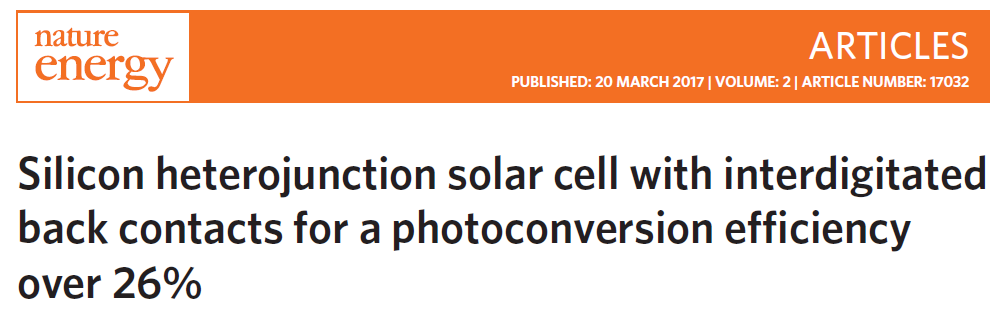 nature
energy
ARTICLES
PUBLISHED: 20 MARCH 2017 | VOLUME: 2 | ARTICLE NUMBER: 17032
Silicon heterojunction solar cell with interdigitated
back contacts for a photoconversion efficiency
over 26%